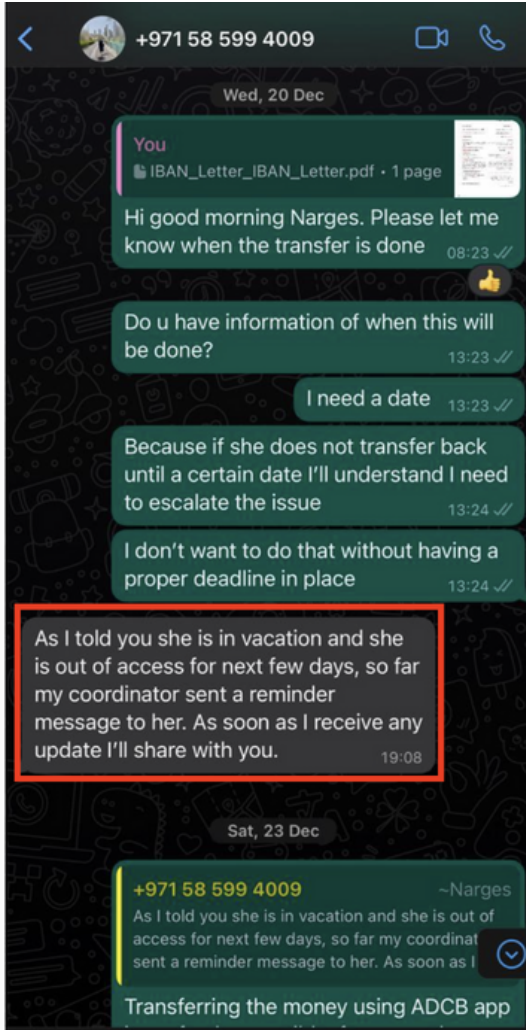 +971 58 599 4009
Wed, 20 Dec
You
IBAN_Letter_IBAN_Letter.pdf • 1 page
Hi good morning Narges. Please let me
know when the transfer is done 08:23
Do u have information of when this will
be done? 13:23
I need a date 13:23
Because if she does not transfer back
until a certain date I'll understand I need
to escalate the issue 13:24
I don't want to do that without having a
proper deadline in place 13:24
As I told you she is in vacation and she
is out of access for next few days, so far
my coordinator sent a reminder
message to her. As soon as I receive any
update I'll share with you. 19:08
Sat, 23 Dec
+971 58 599 4009 ~Narges
As I told you she is in vacation and she is out of
access for next few days, so far my coordinat
sent a reminder message to her. As soon as I
Transferring the money using ADCB app